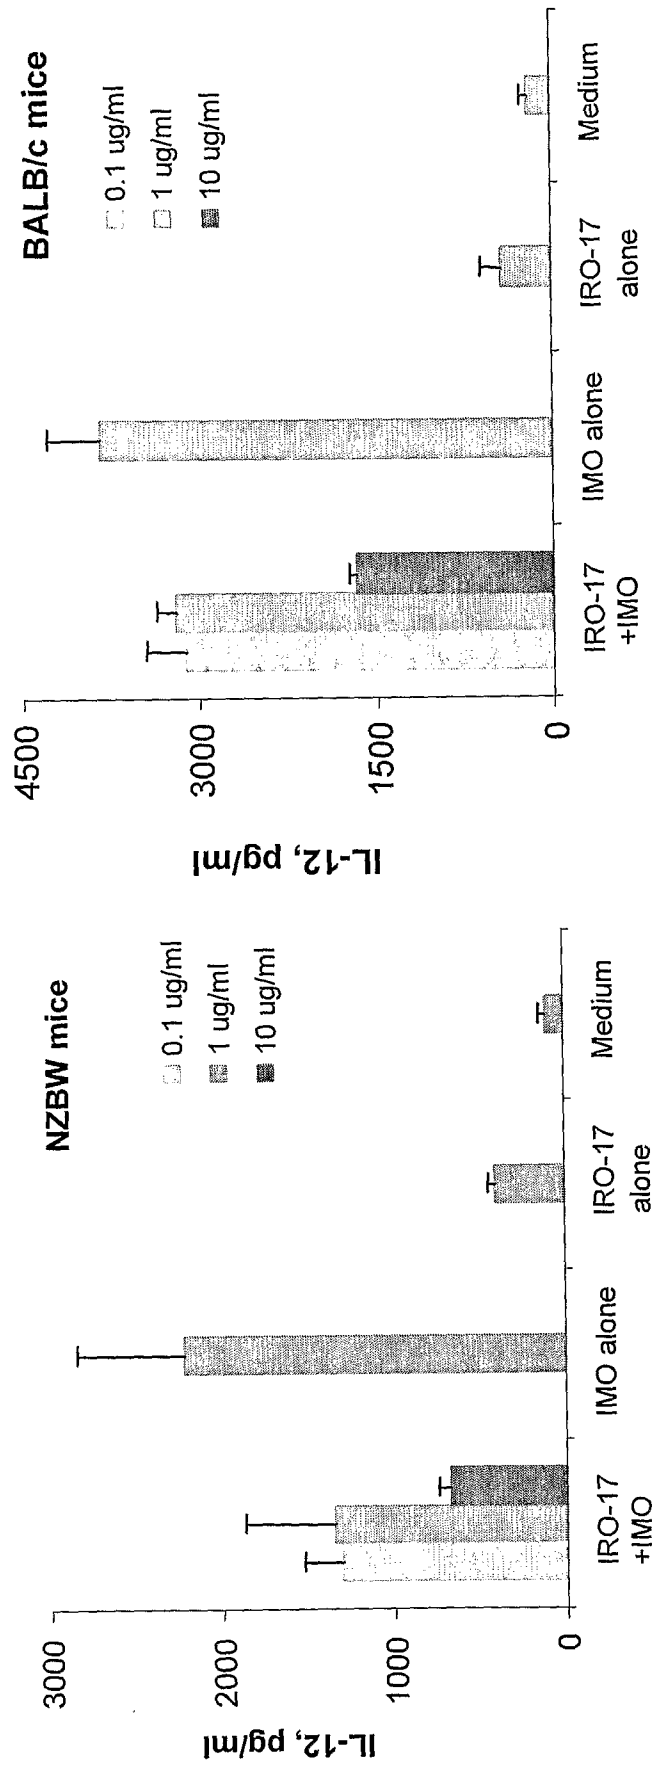 NZBW mice
0.1 ug/ml
1 ug/ml
10 ug/ml
IL-12, pg/ml
3000
2000
1000
0
IRO-17
+IMO
IMO alone
IRO-17
alone
Medium
BALB/c mice
0.1 ug/ml
1 ug/ml
10 ug/ml
IL-12, pg/ml
4500
3000
1500
0
IRO-17
+IMO
IMO alone
IRO-17
alone
Medium